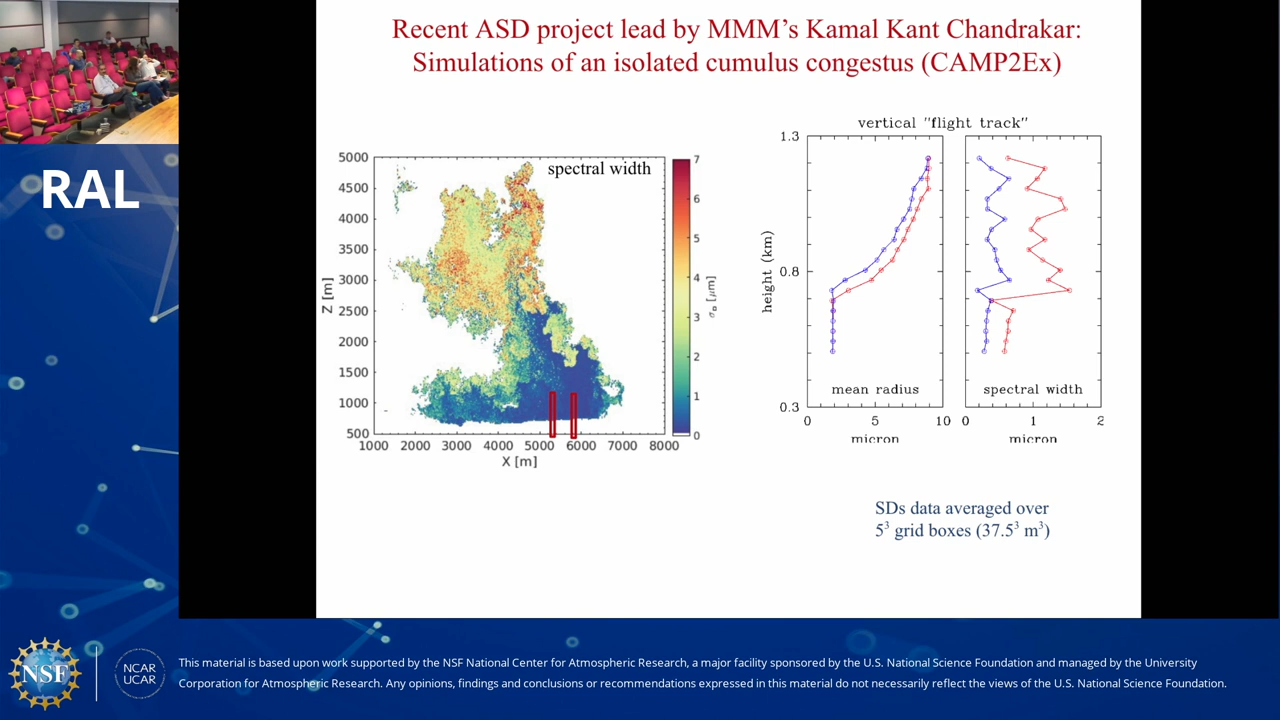 Recent ASD project lead by MMM's Kamal Kant Chandrakar:
Simulations of an isolated cumulus congestus (CAMP2Ex)
RAL
vertical "flight track"
spectral width
5000
4500
4000
3500
3000
2500
2000
1500
1000
500
Z [m]
1000 2000 3000 4000 5000 6000 7000 8000
X [m]
7
6
5
4
3
2
1
0
1.3
0.8
0.3
height (km)
mean radius
spectral width
0 5 10
0 1 2
micron
micron
SDs data averaged over
5³ grid boxes (37.5³ m³)
NSF
NCAR
UCAR
This material is based upon work supported by the NSF National Center for Atmospheric Research, a major facility sponsored by the U.S. National Science Foundation and managed by the University
Corporation for Atmospheric Research. Any opinions, findings and conclusions or recommendations expressed in this material do not necessarily reflect the views of the U.S. National Science Foundation.